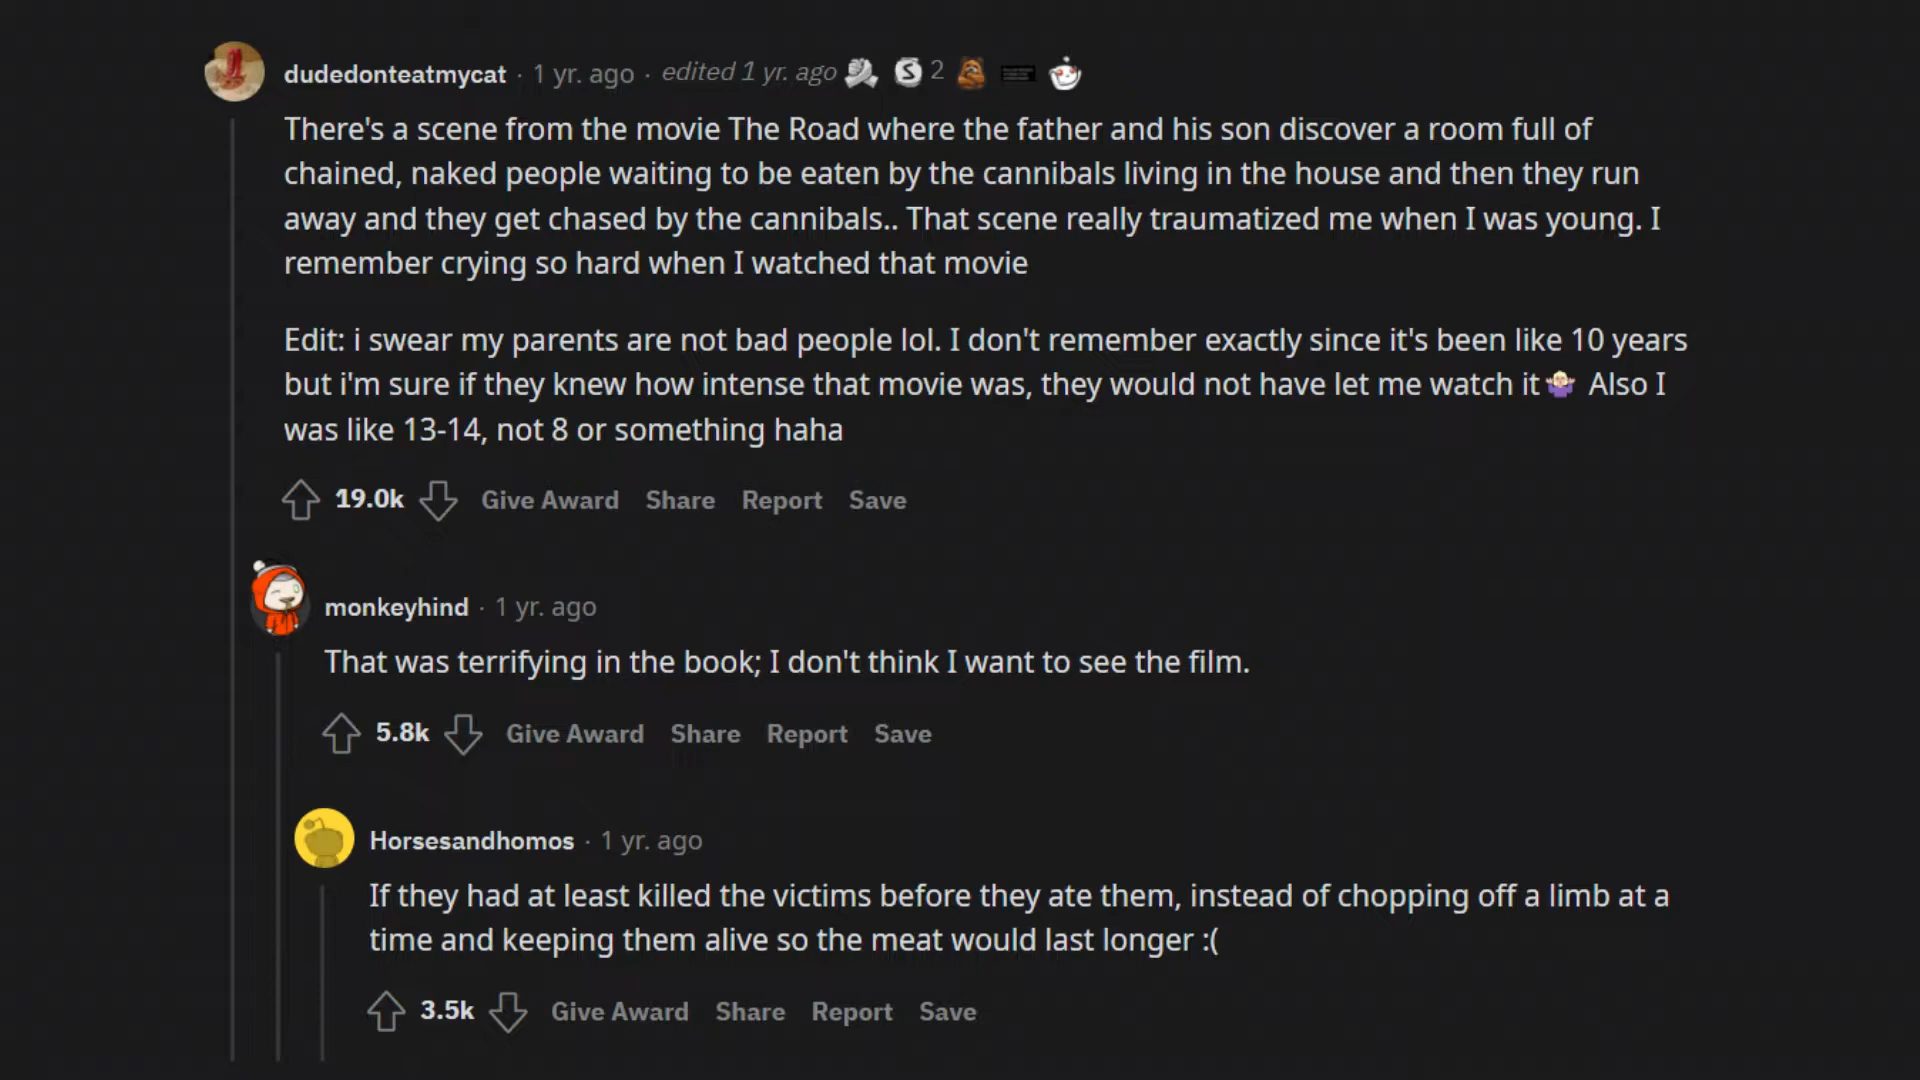 dudedonteatmycat · 1 yr. ago · edited 1 yr. ago 2
There's a scene from the movie The Road where the father and his son discover a room full of
chained, naked people waiting to be eaten by the cannibals living in the house and then they run
away and they get chased by the cannibals.. That scene really traumatized me when I was young. I
remember crying so hard when I watched that movie
Edit: i swear my parents are not bad people lol. I don't remember exactly since it's been like 10 years
but i'm sure if they knew how intense that movie was, they would not have let me watch it🤷🏼 Also I
was like 13-14, not 8 or something haha
19.0k Give Award Share Report Save
monkeyhind · 1 yr. ago
That was terrifying in the book; I don't think I want to see the film.
5.8k Give Award Share Report Save
Horsesandhomos · 1 yr. ago
If they had at least killed the victims before they ate them, instead of chopping off a limb at a
time and keeping them alive so the meat would last longer :(
3.5k Give Award Share Report Save